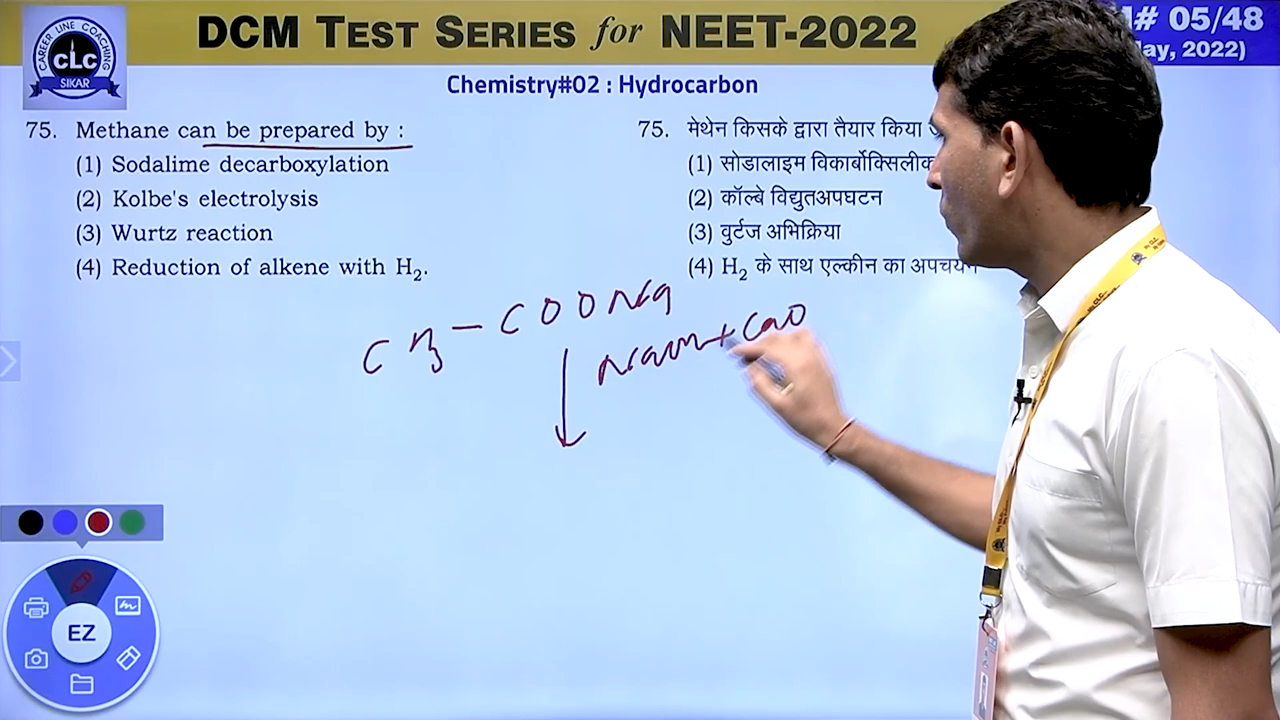 DCM TEST SERIES for NEET-2022
# 05/48
ay, 2022)
CAREER LINE COACHING
CLC
SIKAR
Chemistry#02 : Hydrocarbon
75. Methane can be prepared by :
(1) Sodalime decarboxylation
(2) Kolbe's electrolysis
(3) Wurtz reaction
(4) Reduction of alkene with H2.
75. मेथेन किसके द्वारा तैयार किया
(1) सोडालाइम विकार्बोक्सिलीक
(2) कॉल्बे विद्युतअपघटन
(3) वुर्टज अभिक्रिया
(4) H2 के साथ एल्कीन का अपचयन
CH3 - COONa
NaOH + CaO
EZ